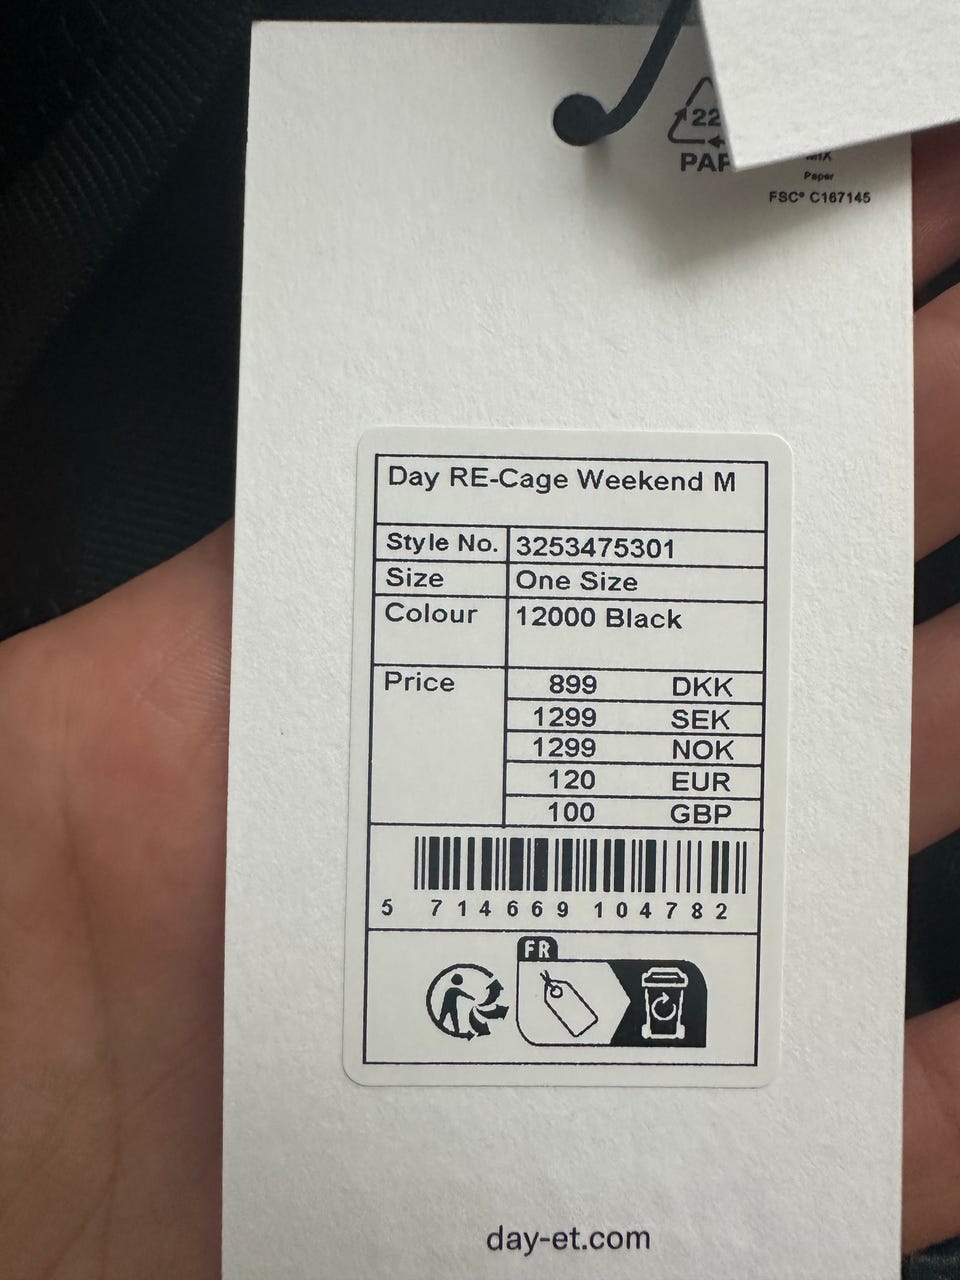 22
PAP
Paper
FSC® C167145
Day RE-Cage Weekend M
Style No. 3253475301
Size One Size
Colour 12000 Black
Price 899 DKK
1299 SEK
1299 NOK
120 EUR
100 GBP
5 714669 104782
FR
day-et.com